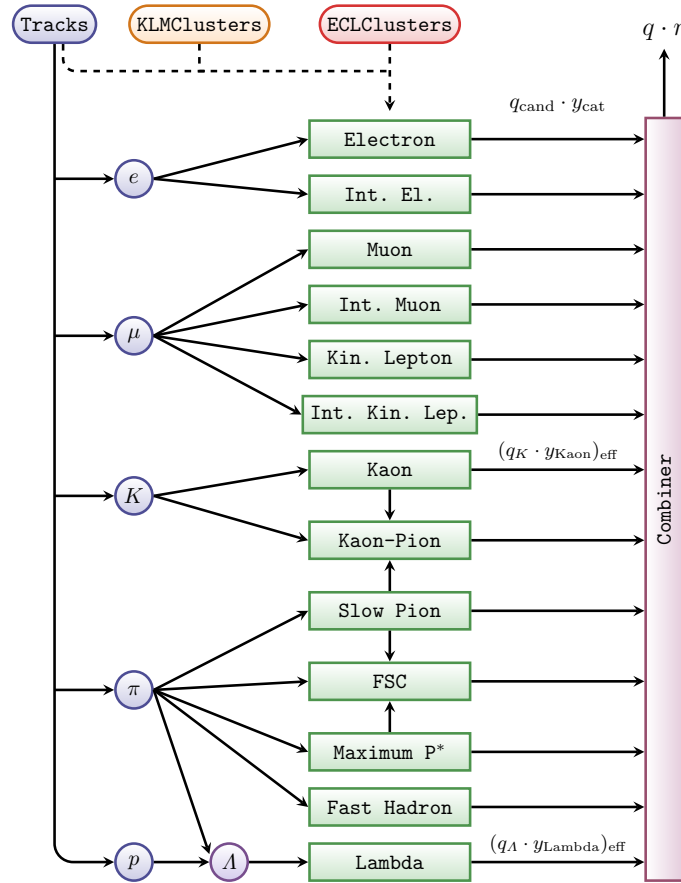 Tracks KLMClusters ECLClusters
q · r
q_cand · y_cat
Electron
e
Int. El.
Muon
Int. Muon
μ
Kin. Lepton
Int. Kin. Lep.
(q_K · y_Kaon)_eff
Kaon
K
Kaon-Pion
Combiner
Slow Pion
π
FSC
Maximum P*
Fast Hadron
(q_Λ · y_Lambda)_eff
p Λ Lambda